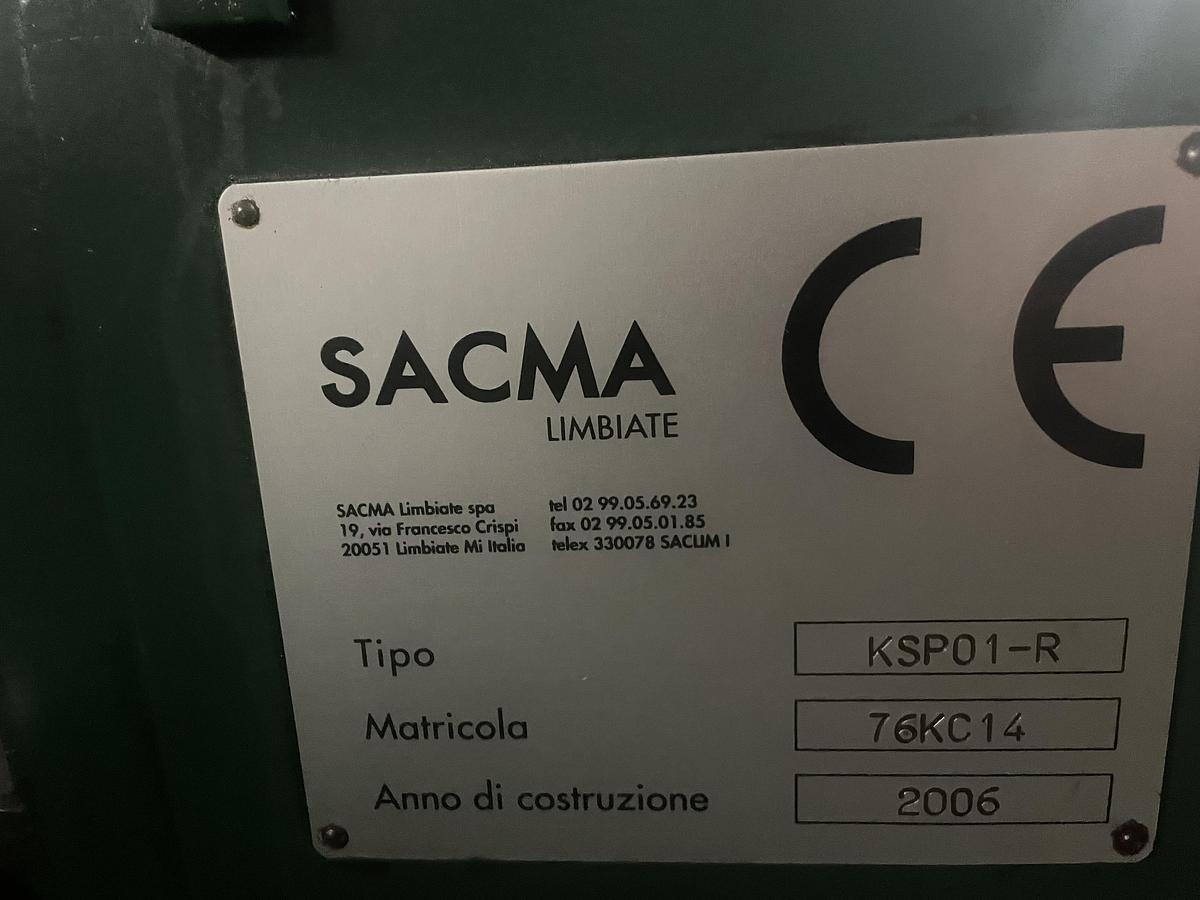 CE
SACMA
LIMBIATE
SACMA Limbiate spa
19, via Francesco Crispi
20051 Limbiate Mi Italia
tel 02 99.05.69.23
fax 02 99.05.01.85
telex 330078 SACLIM I
Tipo KSP01-R
Matricola 76KC14
Anno di costruzione 2006